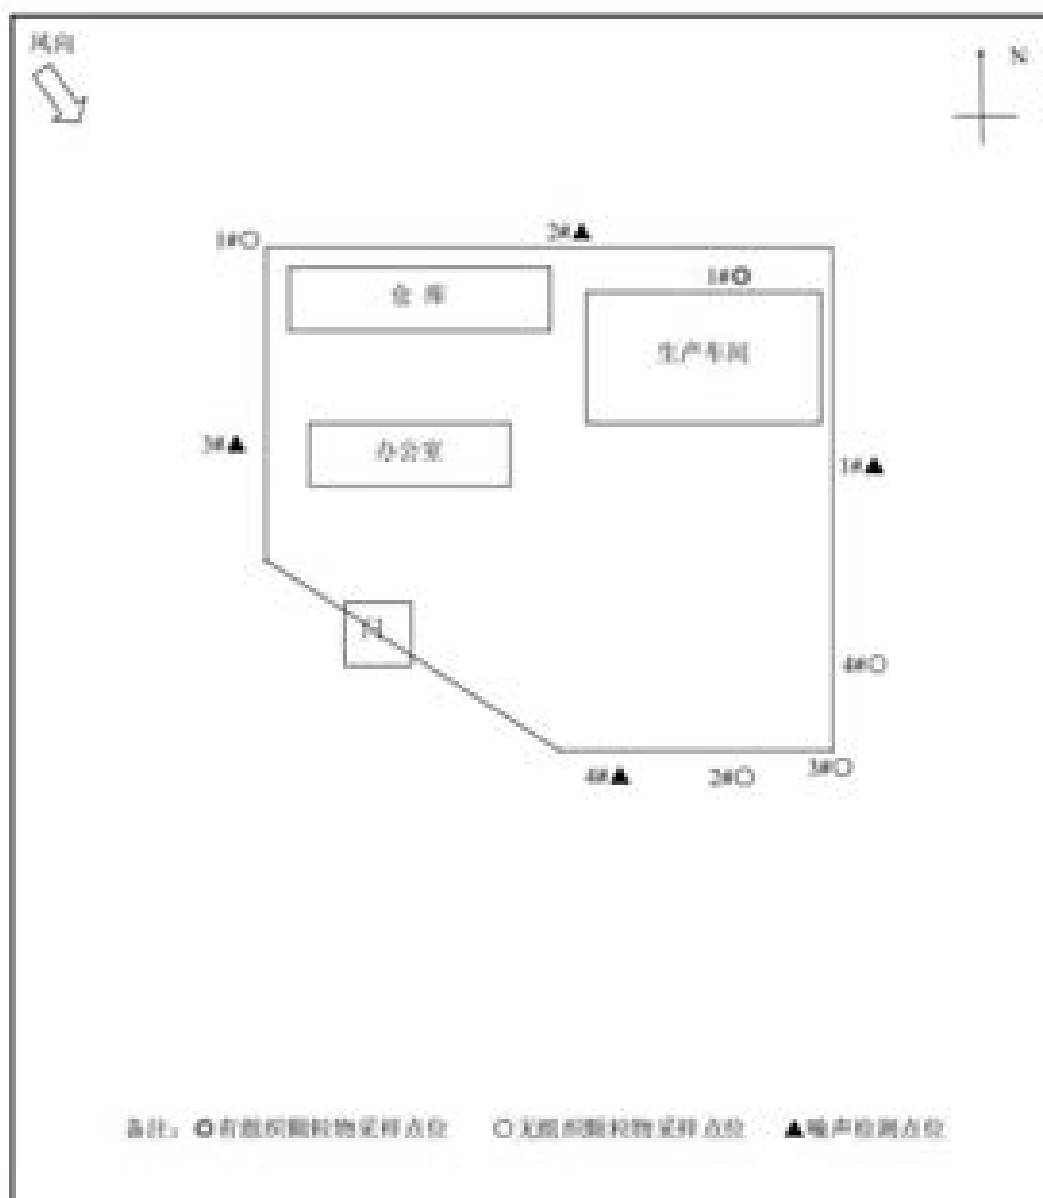 风向
N
1#○
2#▲
1#◎
仓 库
生产车间
3#▲
办公室
1#▲
门
4#○
4#▲
2#○
3#○
备注：◎有组织颗粒物采样点位 ○无组织颗粒物采样点位 ▲噪声检测点位